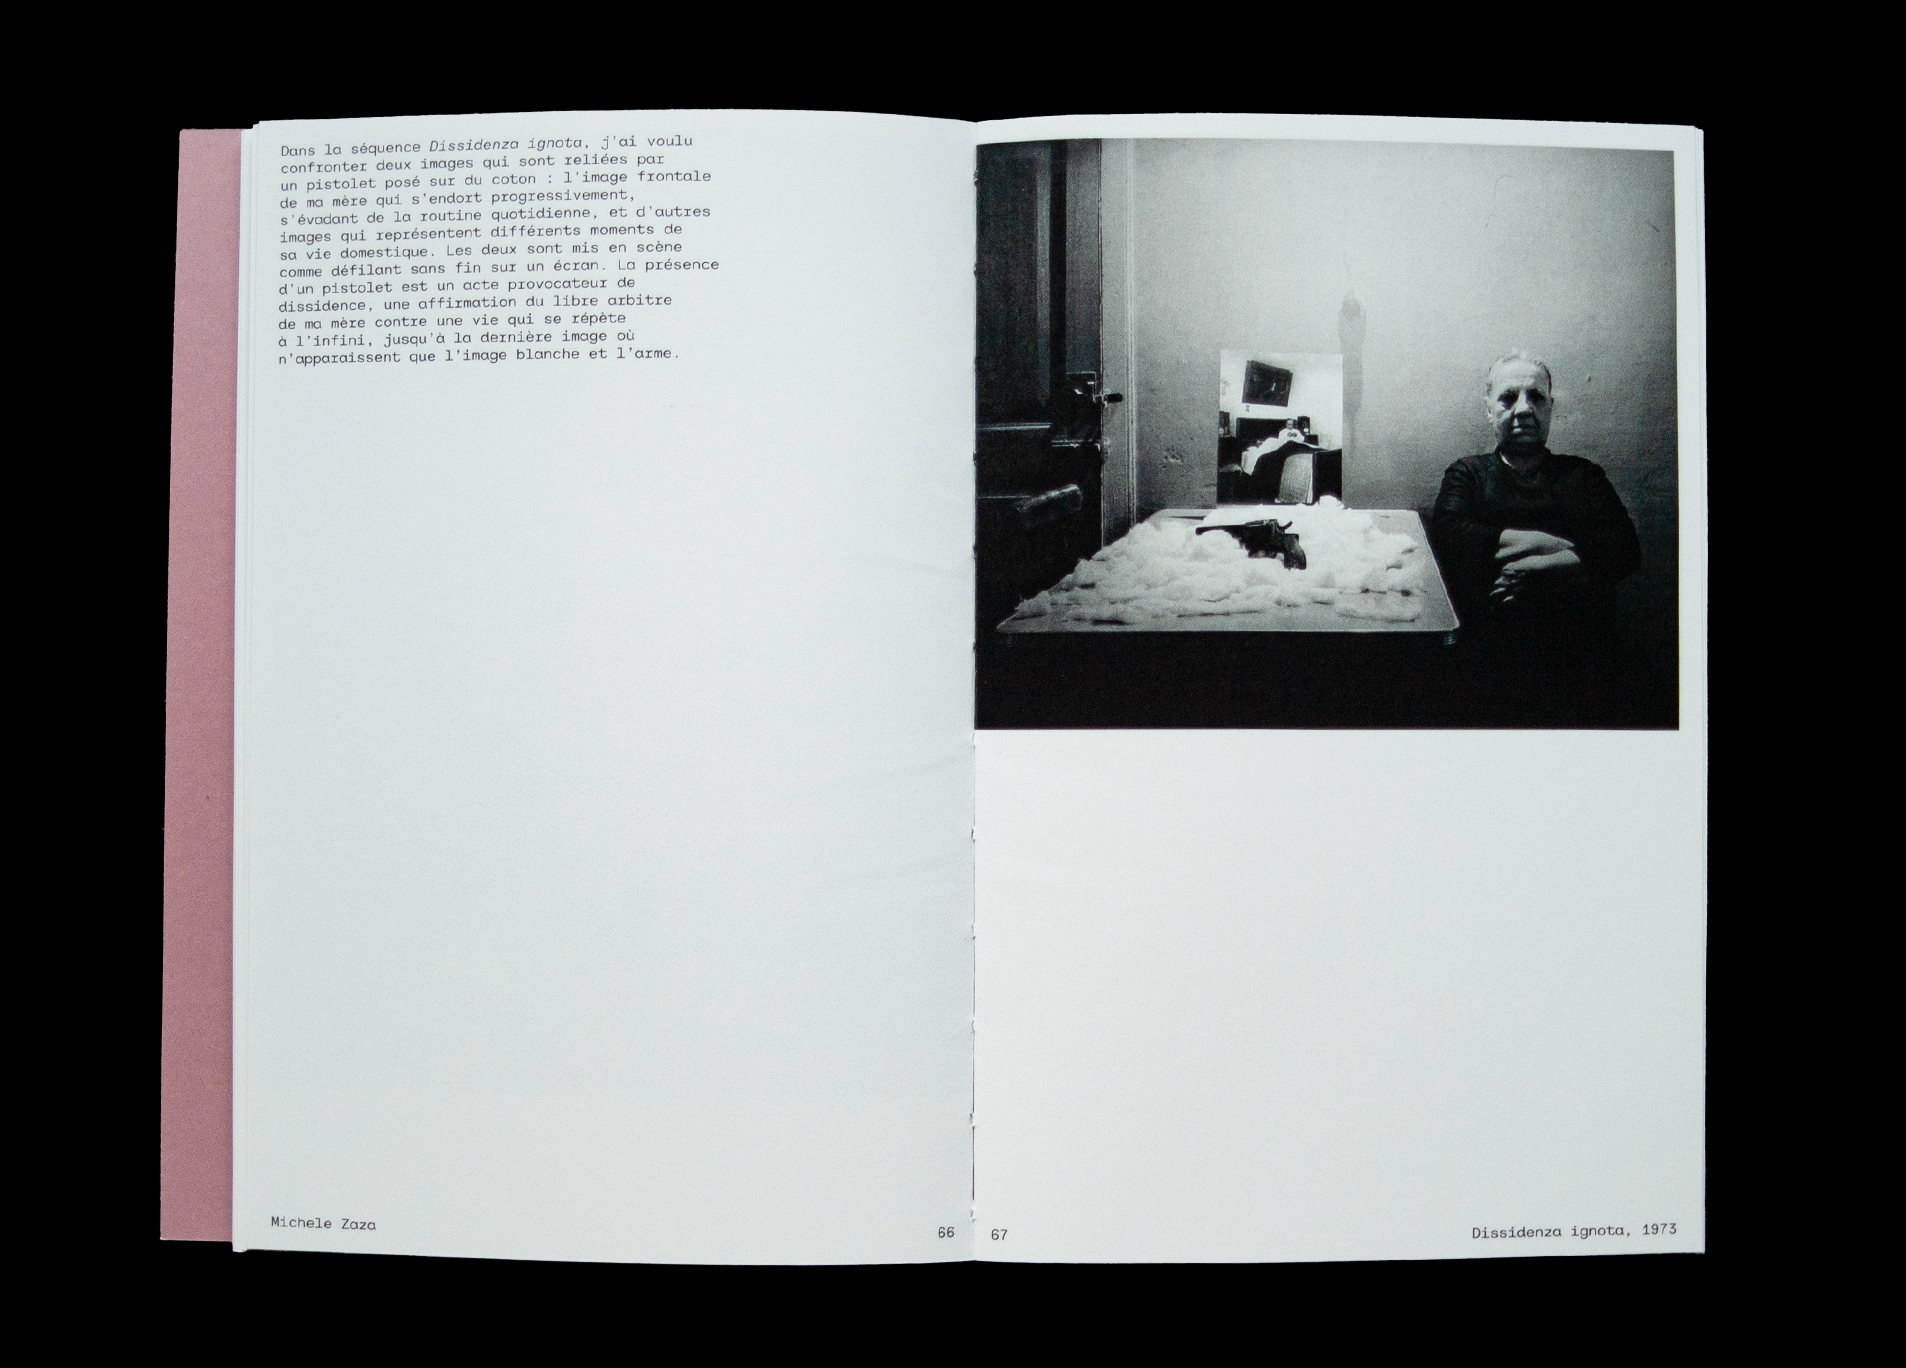 Dans la séquence Dissidenza ignota, j'ai voulu
confronter deux images qui sont reliées par
un pistolet posé sur du coton : l'image frontale
de ma mère qui s'endort progressivement,
s'évadant de la routine quotidienne, et d'autres
images qui représentent différents moments de
sa vie domestique. Les deux sont mis en scène
comme défilant sans fin sur un écran. La présence
d'un pistolet est un acte provocateur de
dissidence, une affirmation du libre arbitre
de ma mère contre une vie qui se répète
à l'infini, jusqu'à la dernière image où
n'apparaissent que l'image blanche et l'arme.
Michele Zaza
66
67
Dissidenza ignota, 1973